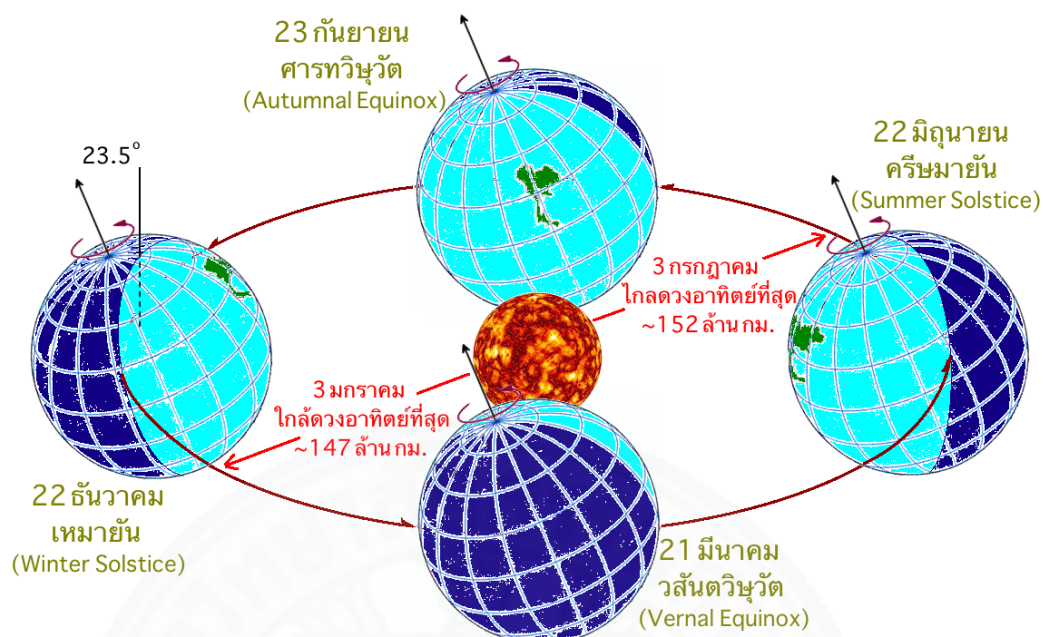 23 กันยายน
ศารทวิษุวัต
(Autumnal Equinox)
22 มิถุนายน
ครีษมายัน
(Summer Solstice)
23.5°
3 กรกฎาคม
ไกลดวงอาทิตย์ที่สุด
~152 ล้าน กม.
3 มกราคม
ใกล้ดวงอาทิตย์ที่สุด
~147 ล้าน กม.
22 ธันวาคม
เหมายัน
(Winter Solstice)
21 มีนาคม
วสันตวิษุวัต
(Vernal Equinox)